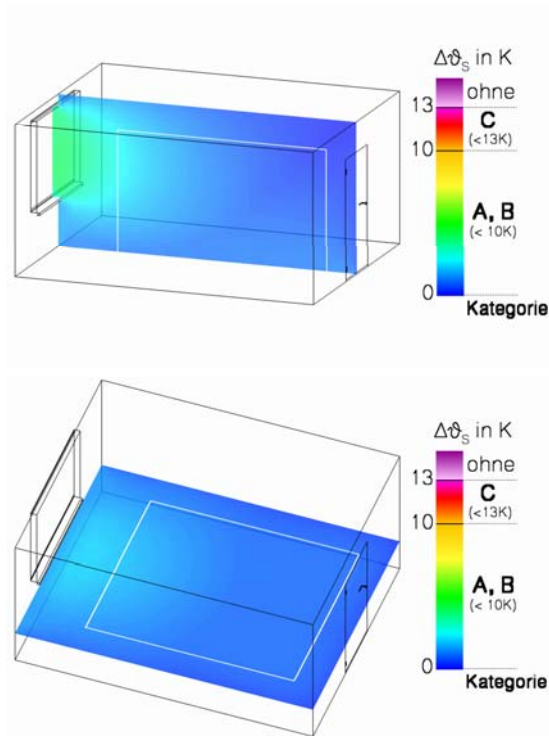 Δϑ_S in K
ohne
13
C
(<13K)
10
A, B
(< 10K)
0
Kategorie
Δϑ_S in K
ohne
13
C
(<13K)
10
A, B
(< 10K)
0
Kategorie